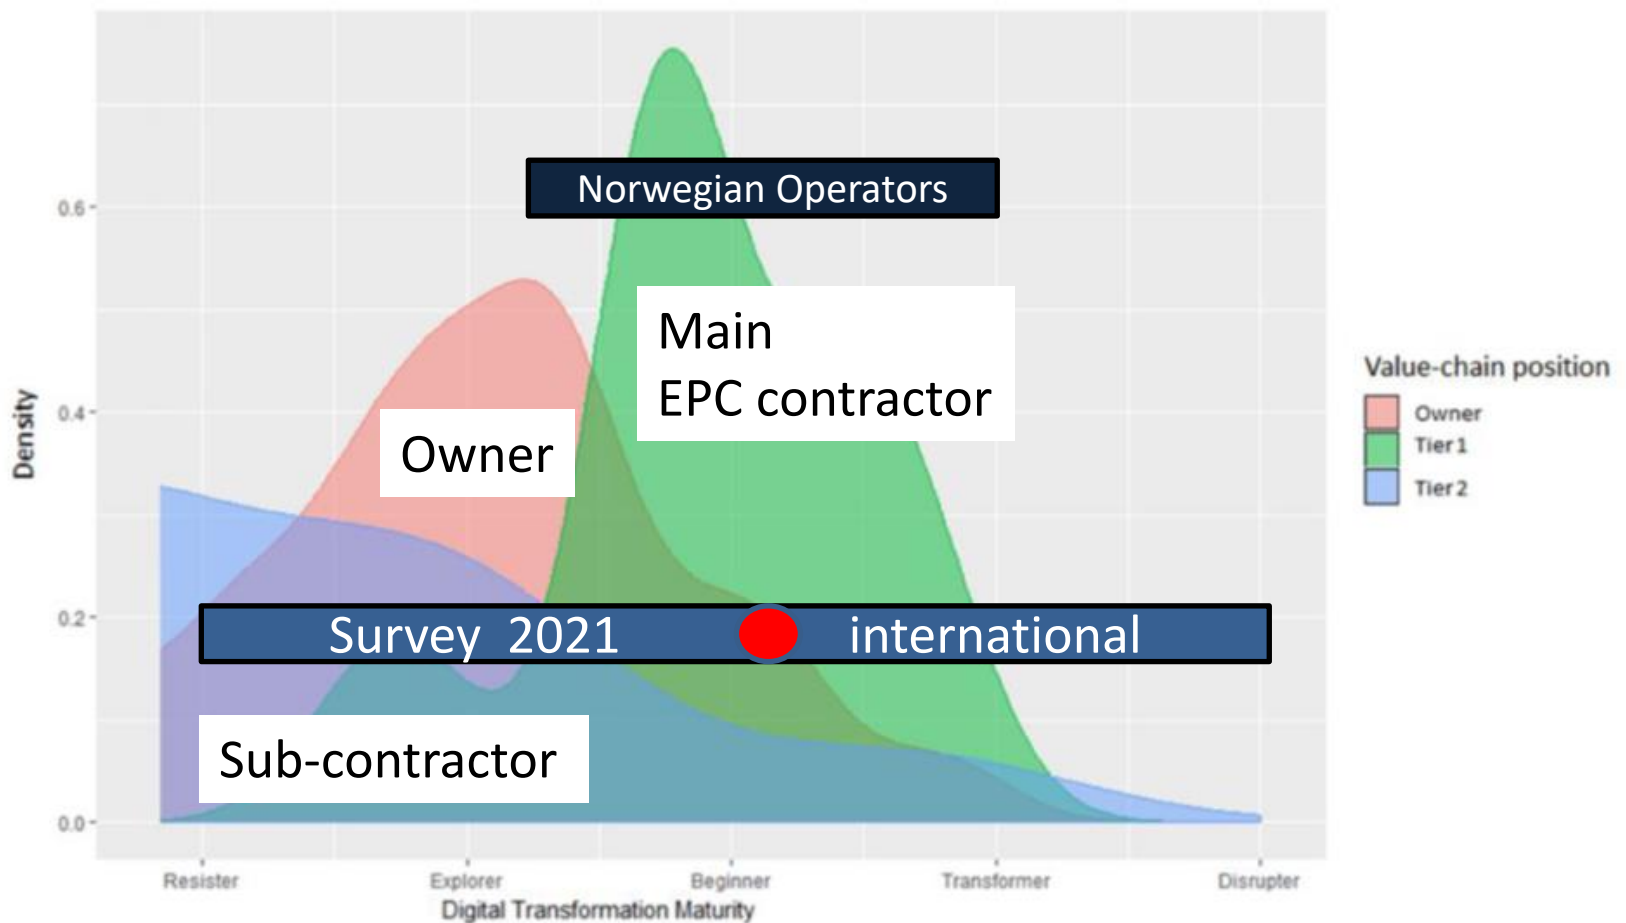 Norwegian Operators
0.6
Main
EPC contractor
Value-chain position
Owner
Tier 1
Tier 2
Density
0.4
Owner
0.2
Survey 2021
international
Sub-contractor
0.0
Resister
Explorer
Beginner
Transformer
Disrupter
Digital Transformation Maturity